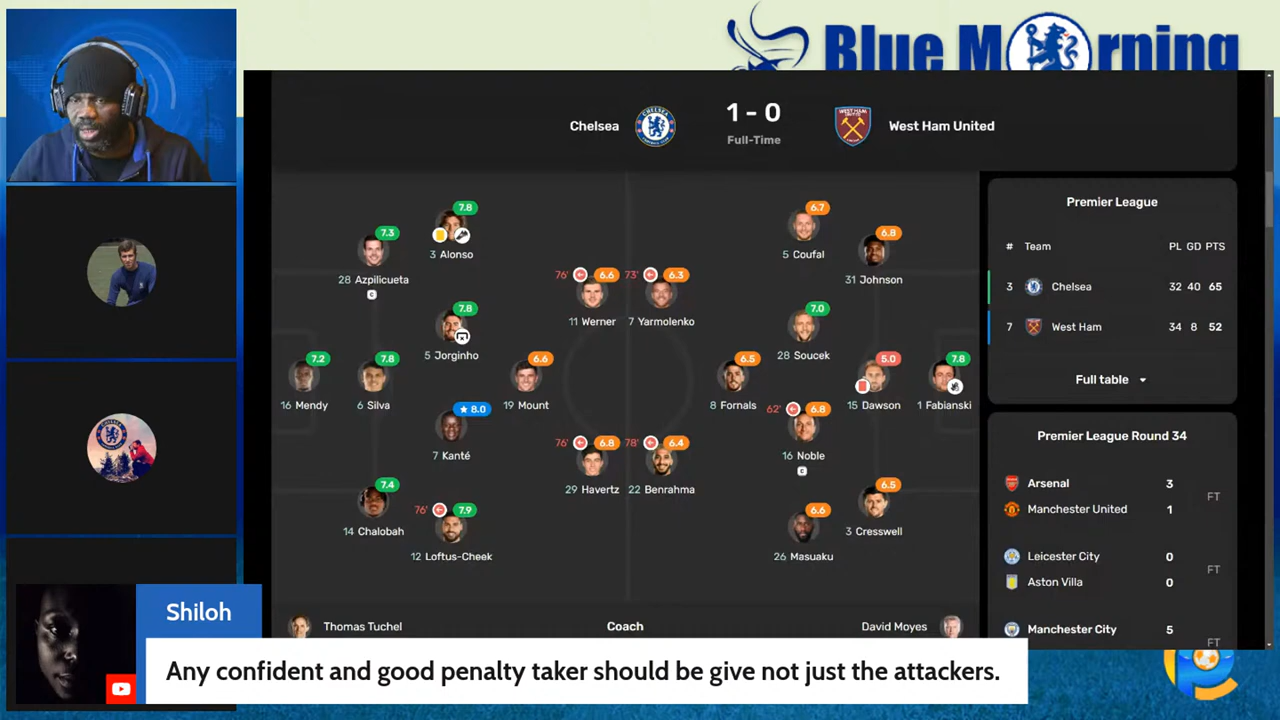 Blue M rning
Chelsea
1 - 0
Full-Time
West Ham United
7.8
3 Alonso
7.3
28 Azpilicueta
C
7.8
5 Jorginho
7.2
16 Mendy
7.8
6 Silva
8.0
7 Kanté
7.4
14 Chalobah
76'
7.9
12 Loftus-Cheek
6.6
19 Mount
76'
6.6
11 Werner
76'
6.8
29 Havertz
73'
6.3
7 Yarmolenko
78'
6.4
22 Benrahma
6.5
8 Fornals
6.7
5 Coufal
6.8
31 Johnson
7.0
28 Soucek
5.0
15 Dawson
7.8
1 Fabianski
62'
6.8
16 Noble
C
6.5
3 Cresswell
6.6
26 Masuaku
Thomas Tuchel
Coach
David Moyes
Premier League
# Team PL GD PTS
3 Chelsea 32 40 65
7 West Ham 34 8 52
Full table
Premier League Round 34
Arsenal 3
FT
Manchester United 1
Leicester City 0
FT
Aston Villa 0
Manchester City 5
FT
Shiloh
Any confident and good penalty taker should be give not just the attackers.